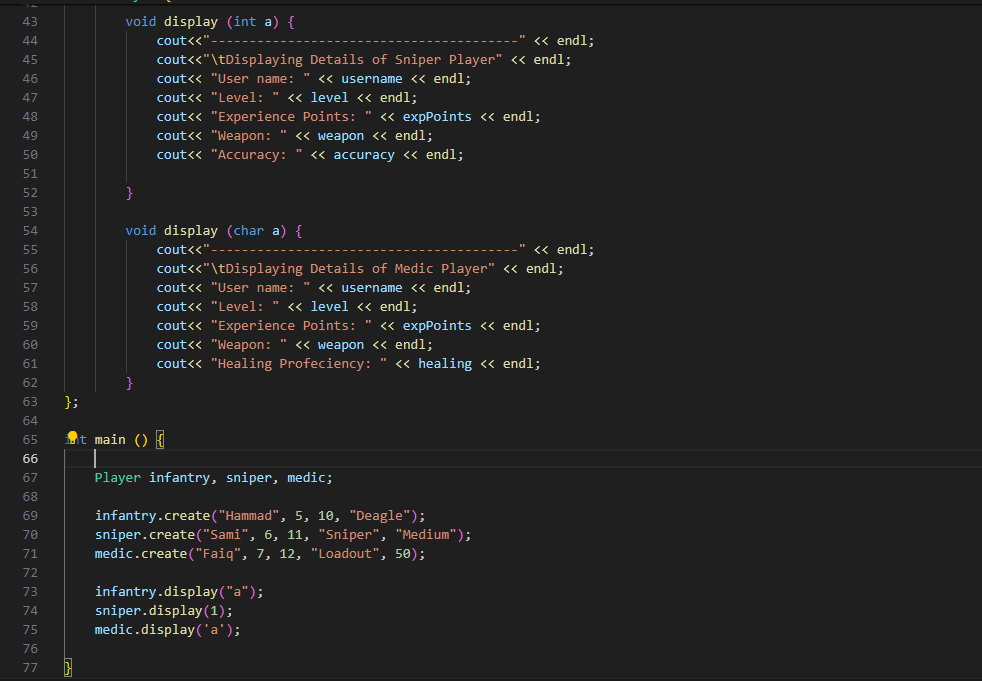 43 void display (int a) {
44 cout<<"----------------------------------------" << endl;
45 cout<<"\tDisplaying Details of Sniper Player" << endl;
46 cout<< "User name: " << username << endl;
47 cout<< "Level: " << level << endl;
48 cout<< "Experience Points: " << expPoints << endl;
49 cout<< "Weapon: " << weapon << endl;
50 cout<< "Accuracy: " << accuracy << endl;
51
52 }
53
54 void display (char a) {
55 cout<<"----------------------------------------" << endl;
56 cout<<"\tDisplaying Details of Medic Player" << endl;
57 cout<< "User name: " << username << endl;
58 cout<< "Level: " << level << endl;
59 cout<< "Experience Points: " << expPoints << endl;
60 cout<< "Weapon: " << weapon << endl;
61 cout<< "Healing Profeciency: " << healing << endl;
62 }
63 };
64
65 int main () {
66
67 Player infantry, sniper, medic;
68
69 infantry.create("Hammad", 5, 10, "Deagle");
70 sniper.create("Sami", 6, 11, "Sniper", "Medium");
71 medic.create("Faiq", 7, 12, "Loadout", 50);
72
73 infantry.display("a");
74 sniper.display(1);
75 medic.display('a');
76
77 }